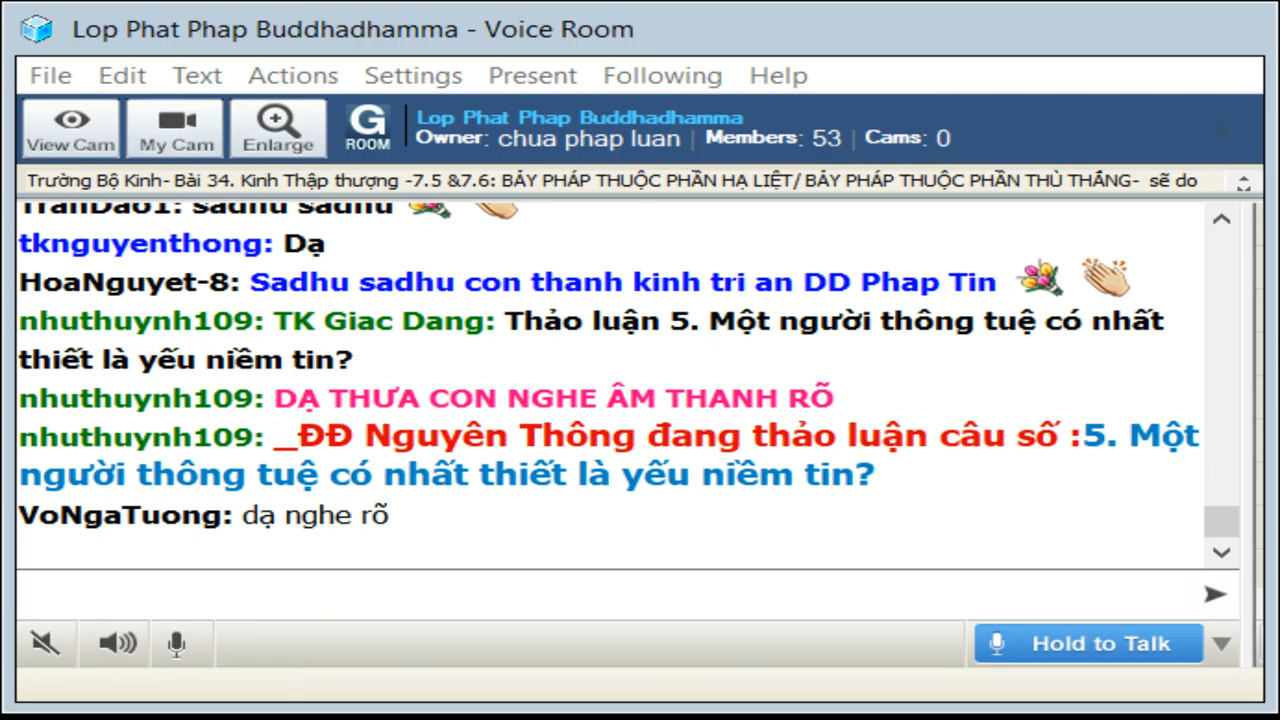 Lop Phat Phap Buddhadhamma - Voice Room
File Edit Text Actions Settings Present Following Help
View Cam My Cam Enlarge G ROOM
Lop Phat Phap Buddhadhamma
Owner: chua phap luan | Members: 53 | Cams: 0
Trường Bộ Kinh- Bài 34. Kinh Thập thượng -7.5 &7.6: BẢY PHÁP THUỘC PHẦN HẠ LIỆT/ BẢY PHÁP THUỘC PHẦN THÙ THẮNG- sẽ do
TranDao1: sadhu sadhu
tknguyenthong: Dạ
HoaNguyet-8: Sadhu sadhu con thanh kinh tri an DD Phap Tin
nhuthuynh109: TK Giac Dang: Thảo luận 5. Một người thông tuệ có nhất
thiết là yếu niềm tin?
nhuthuynh109: DẠ THƯA CON NGHE ÂM THANH RÕ
nhuthuynh109: _ĐĐ Nguyên Thông đang thảo luận câu số :5. Một
người thông tuệ có nhất thiết là yếu niềm tin?
VoNgaTuong: dạ nghe rõ
Hold to Talk